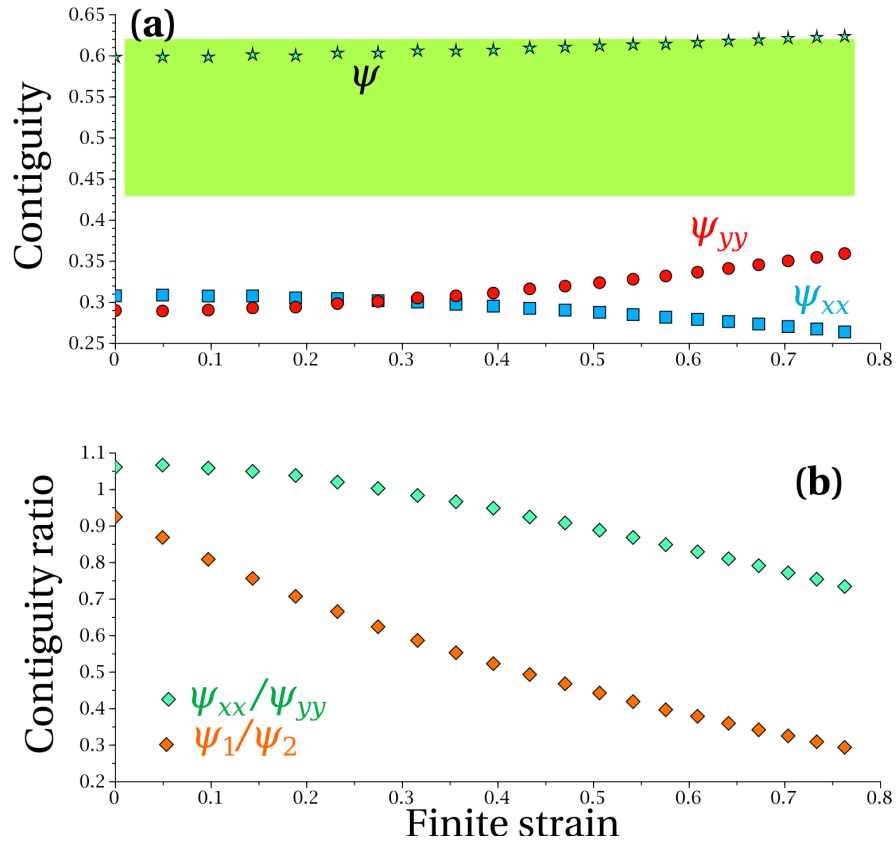 (a)
0.65
0.6
0.55
0.5
0.45
0.4
0.35
0.3
0.25
Contiguity
ψ
ψyy
ψxx
0 0.1 0.2 0.3 0.4 0.5 0.6 0.7 0.8
(b)
1.1
1
0.9
0.8
0.7
0.6
0.5
0.4
0.3
0.2
Contiguity ratio
ψxx/ψyy
ψ1/ψ2
0 0.1 0.2 0.3 0.4 0.5 0.6 0.7 0.8
Finite strain